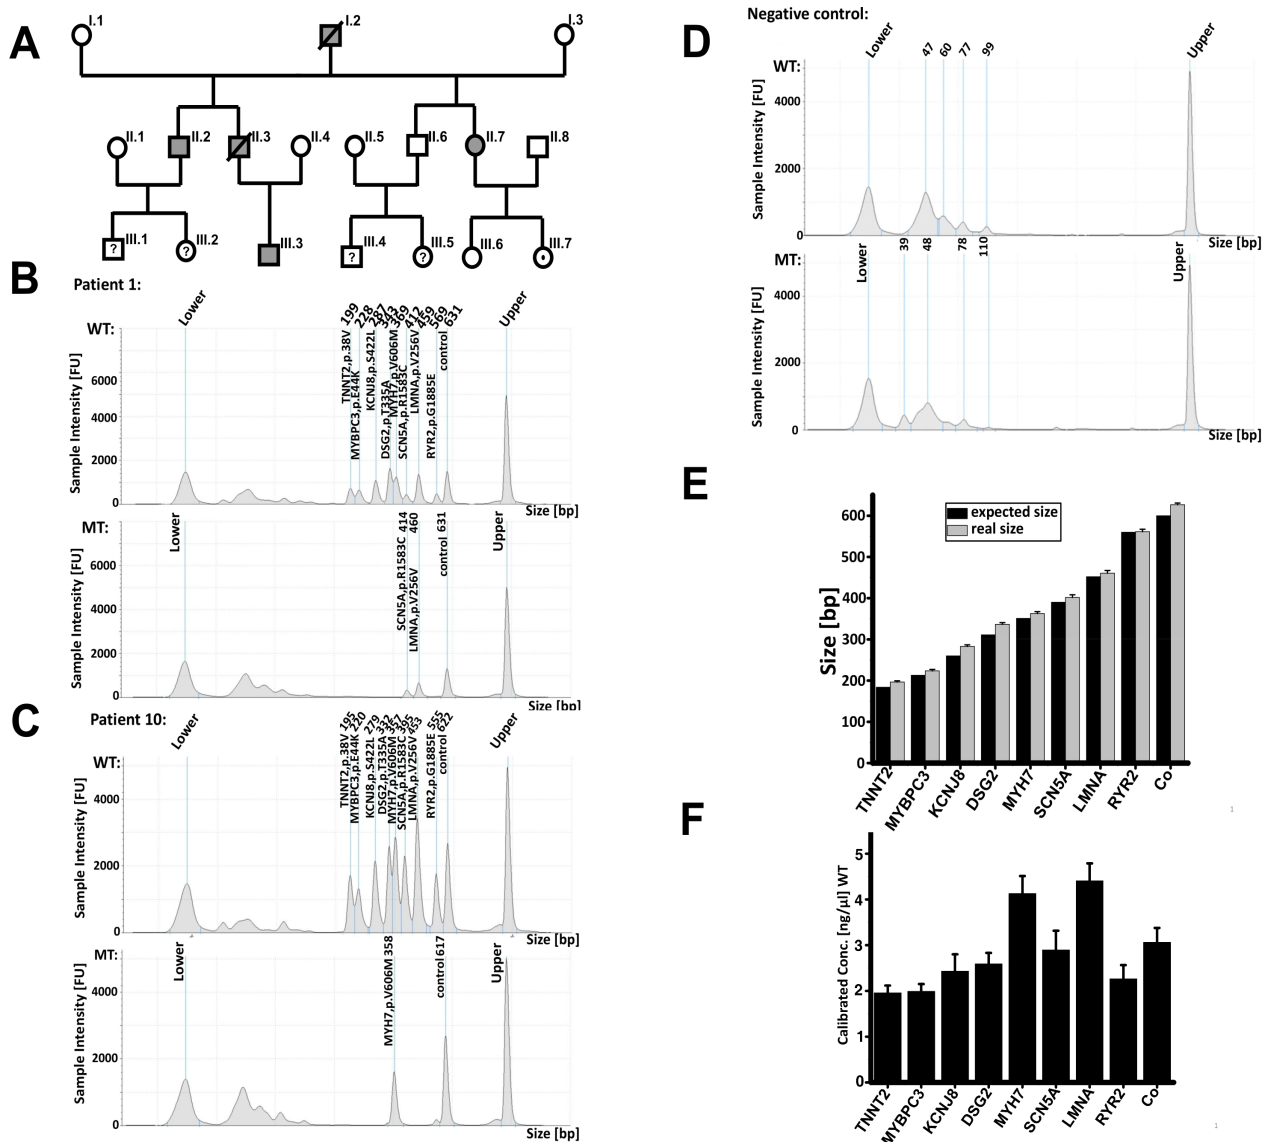 A
I.1
I.2
I.3
II.1
II.2
II.3
II.4
II.5
II.6
II.7
II.8
III.1
III.2
III.3
III.4
III.5
III.6
III.7
?
?
?
?
B
Patient 1:
WT:
Sample Intensity [FU]
6000
4000
2000
0
Lower
199
228
287
343
369
412
459
569
631
Upper
TNNT2,p.38V
MYBPC3,p.E44K
KCNJ8,p.S422L
DSG2,p.T335A
MYH7,p.V606M
SCN5A,p.R1583C
LMNA,p.V256V
RYR2,p.G1885E
control
Size [bp]
MT:
Sample Intensity [FU]
6000
4000
2000
0
Lower
SCN5A,p.R1583C 414
LMNA,p.V256V 460
control 631
Upper
Size [bp]
C
Patient 10:
WT:
Sample Intensity [FU]
4000
2000
0
Lower
TNNT2,p.38V 195
MYBPC3,p.E44K 220
KCNJ8,p.S422L 279
DSG2,p.T335A 332
MYH7,p.V606M 357
SCN5A,p.R1583C 395
LMNA,p.V256V 453
RYR2,p.G1885E 555
control 622
Upper
Size [bp]
MT:
Sample Intensity [FU]
4000
2000
0
Lower
MYH7,p.V606M 358
control 617
Upper
Size [bp]
D
Negative control:
WT:
Sample Intensity [FU]
4000
2000
0
Lower
47
60
77
99
Upper
Size [bp]
MT:
Sample Intensity [FU]
4000
2000
0
Lower
39
48
78
110
Upper
Size [bp]
E
Size [bp]
600
500
400
300
200
100
0
expected size
real size
TNNT2
MYBPC3
KCNJ8
DSG2
MYH7
SCN5A
LMNA
RYR2
Co
1
F
Calibrated Conc. [ng/µl] WT
5
4
3
2
1
0
TNNT2
MYBPC3
KCNJ8
DSG2
MYH7
SCN5A
LMNA
RYR2
Co
1